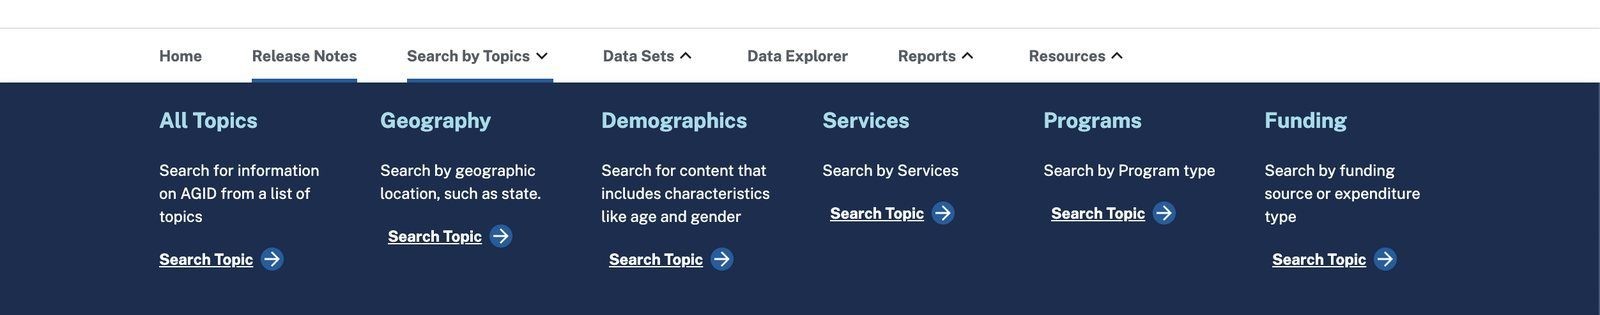 Home
Release Notes
Search by Topics
Data Sets
Data Explorer
Reports
Resources
All Topics
Search for information
on AGID from a list of
topics
Search Topic
Geography
Search by geographic
location, such as state.
Search Topic
Demographics
Search for content that
includes characteristics
like age and gender
Search Topic
Services
Search by Services
Search Topic
Programs
Search by Program type
Search Topic
Funding
Search by funding
source or expenditure
type
Search Topic